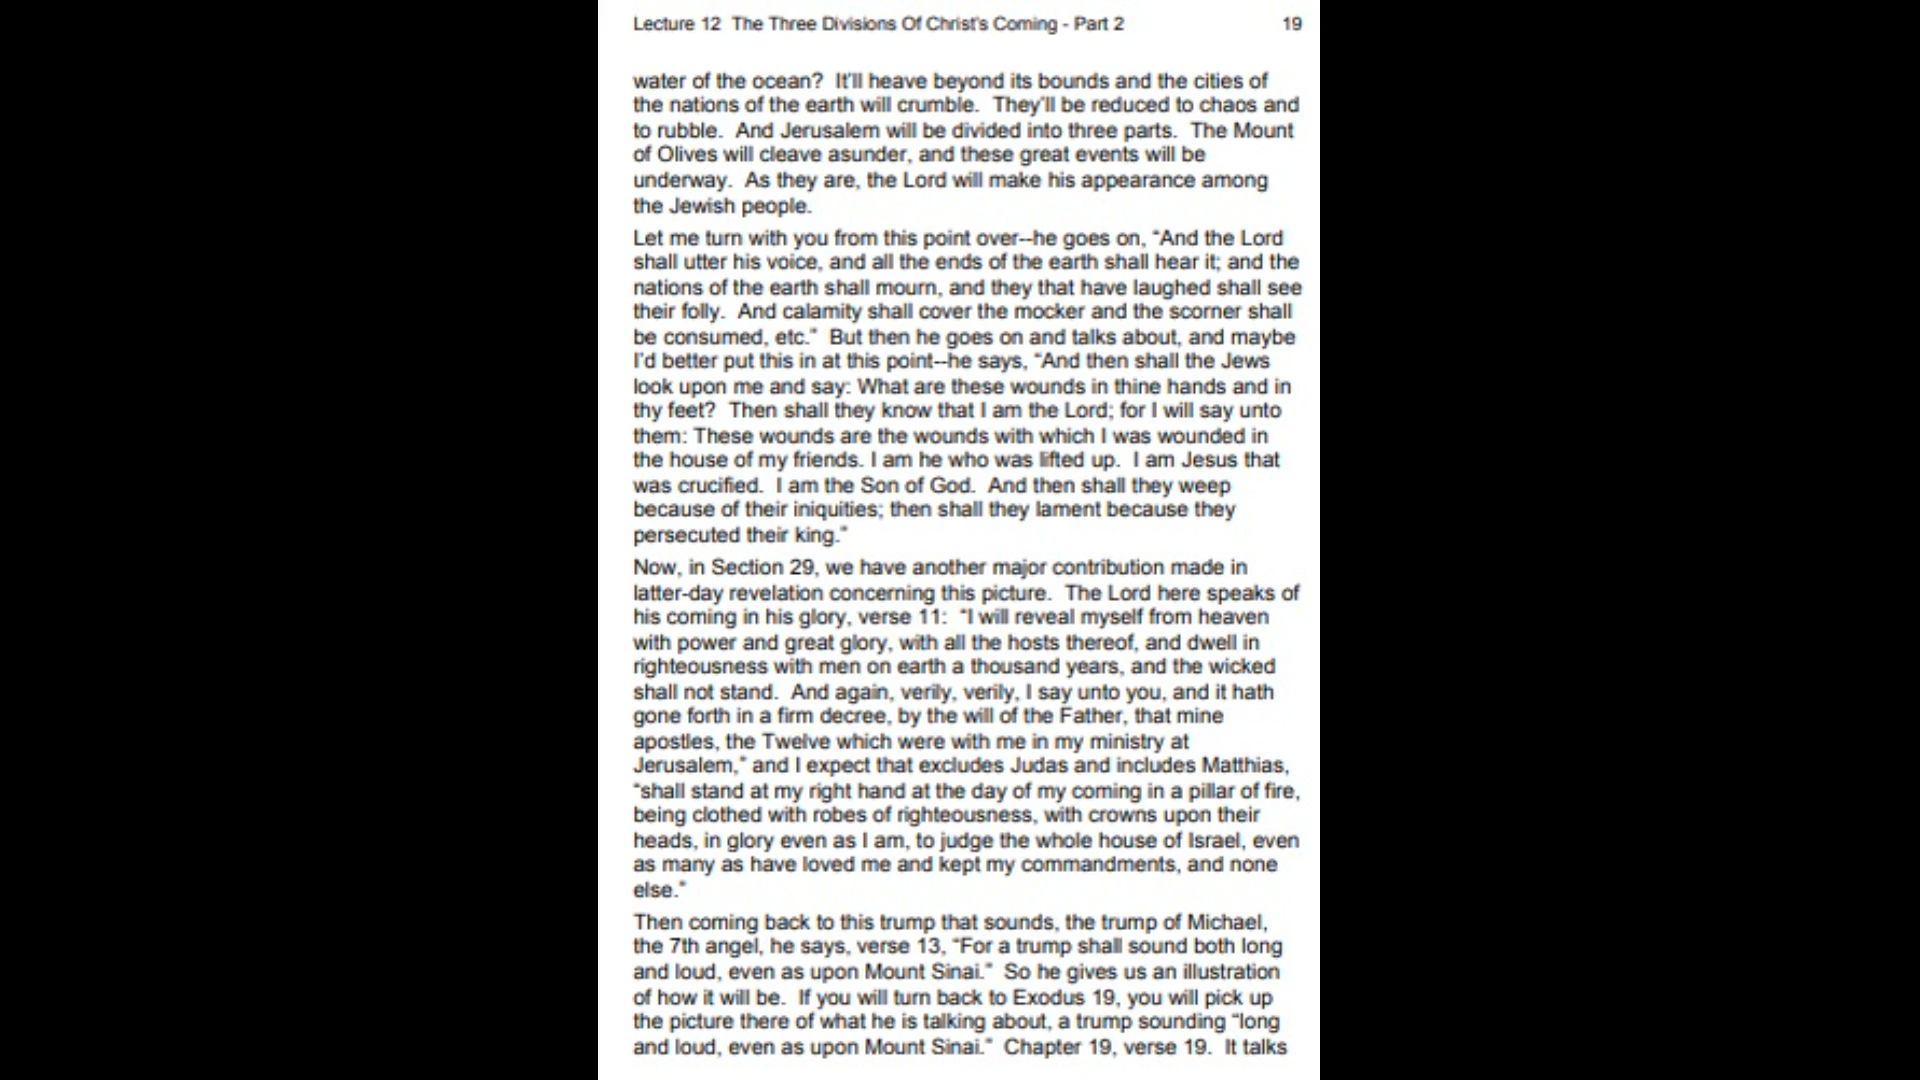 Lecture 12  The Three Divisions Of Christ's Coming - Part 2 19
water of the ocean?  It'll heave beyond its bounds and the cities of
the nations of the earth will crumble.  They'll be reduced to chaos and
to rubble.  And Jerusalem will be divided into three parts.  The Mount
of Olives will cleave asunder, and these great events will be
underway.  As they are, the Lord will make his appearance among
the Jewish people.
Let me turn with you from this point over--he goes on, “And the Lord
shall utter his voice, and all the ends of the earth shall hear it; and the
nations of the earth shall mourn, and they that have laughed shall see
their folly.  And calamity shall cover the mocker and the scorner shall
be consumed, etc.”  But then he goes on and talks about, and maybe
I'd better put this in at this point--he says, “And then shall the Jews
look upon me and say: What are these wounds in thine hands and in
thy feet?  Then shall they know that I am the Lord; for I will say unto
them: These wounds are the wounds with which I was wounded in
the house of my friends. I am he who was lifted up.  I am Jesus that
was crucified.  I am the Son of God.  And then shall they weep
because of their iniquities; then shall they lament because they
persecuted their king.”
Now, in Section 29, we have another major contribution made in
latter-day revelation concerning this picture.  The Lord here speaks of
his coming in his glory, verse 11:  “I will reveal myself from heaven
with power and great glory, with all the hosts thereof, and dwell in
righteousness with men on earth a thousand years, and the wicked
shall not stand.  And again, verily, verily, I say unto you, and it hath
gone forth in a firm decree, by the will of the Father, that mine
apostles, the Twelve which were with me in my ministry at
Jerusalem,” and I expect that excludes Judas and includes Matthias,
“shall stand at my right hand at the day of my coming in a pillar of fire,
being clothed with robes of righteousness, with crowns upon their
heads, in glory even as I am, to judge the whole house of Israel, even
as many as have loved me and kept my commandments, and none
else.”
Then coming back to this trump that sounds, the trump of Michael,
the 7th angel, he says, verse 13, “For a trump shall sound both long
and loud, even as upon Mount Sinai.”  So he gives us an illustration
of how it will be.  If you will turn back to Exodus 19, you will pick up
the picture there of what he is talking about, a trump sounding “long
and loud, even as upon Mount Sinai.”  Chapter 19, verse 19.  It talks